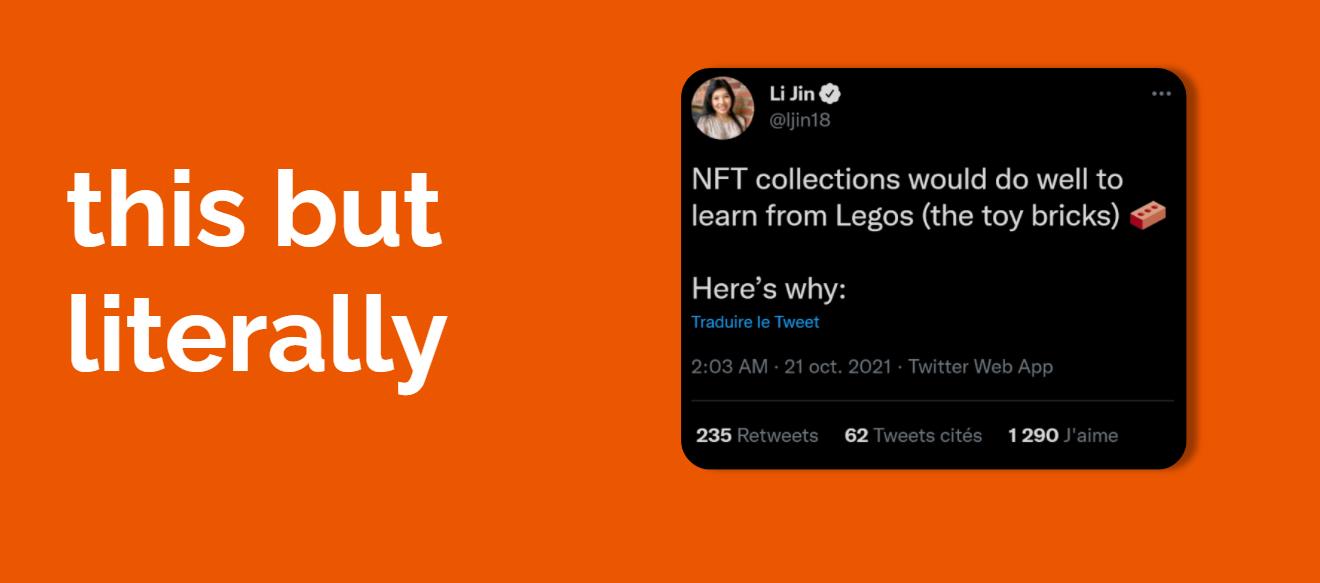 this but
literally
Li Jin
@ljin18
NFT collections would do well to
learn from Legos (the toy bricks) 🧱
Here’s why:
Traduire le Tweet
2:03 AM · 21 oct. 2021 · Twitter Web App
235 Retweets 62 Tweets cités 1 290 J'aime